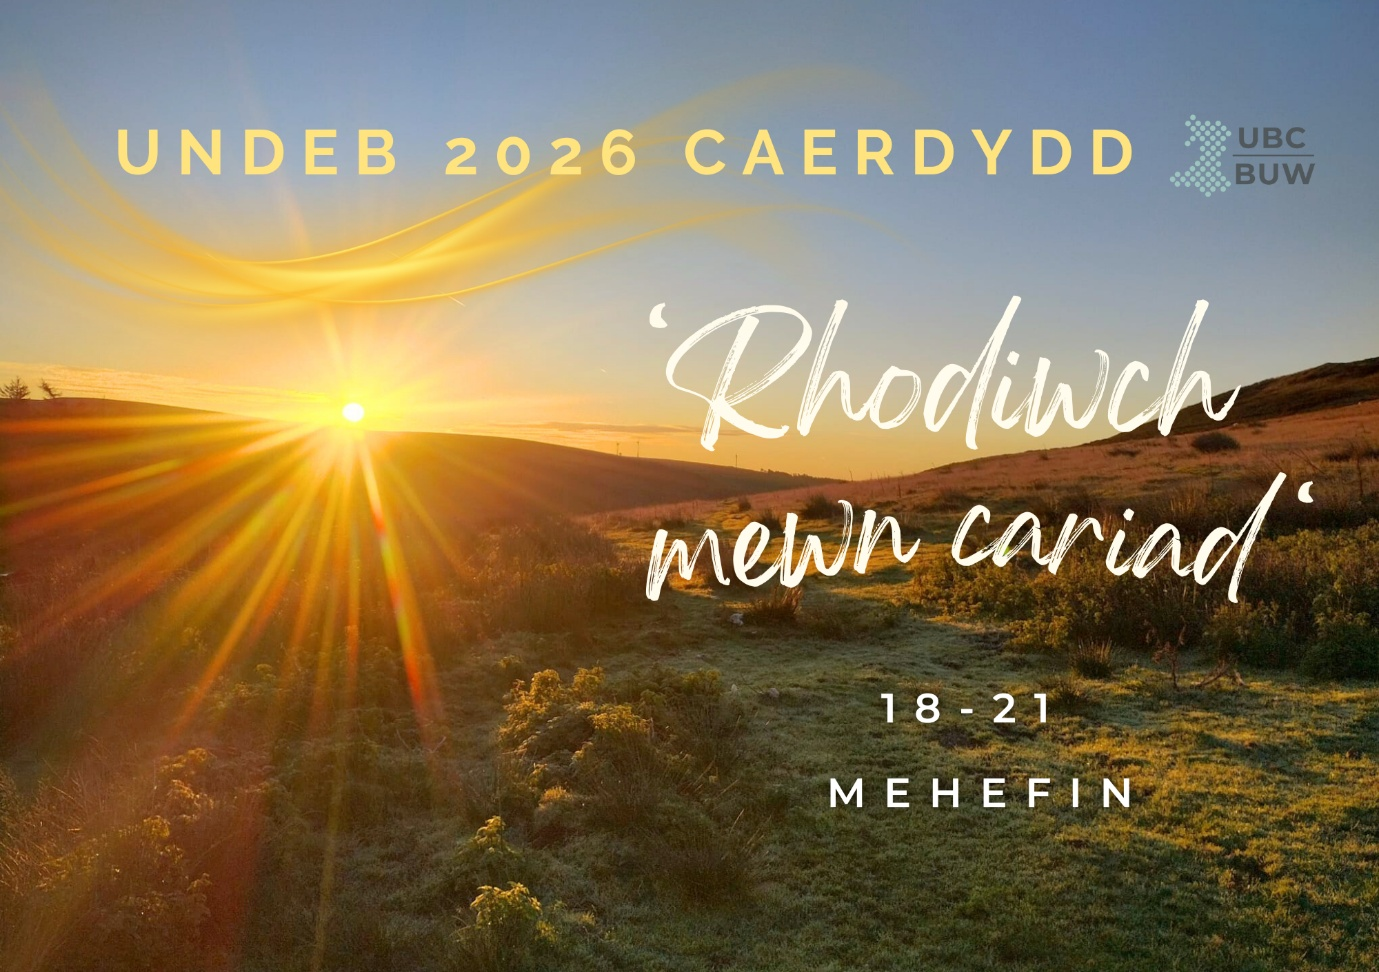 UNDEB 2026 CAERDYDD
UBC
BUW
‘Rhodiwch
mewn cariad‘
18-21
MEHEFIN